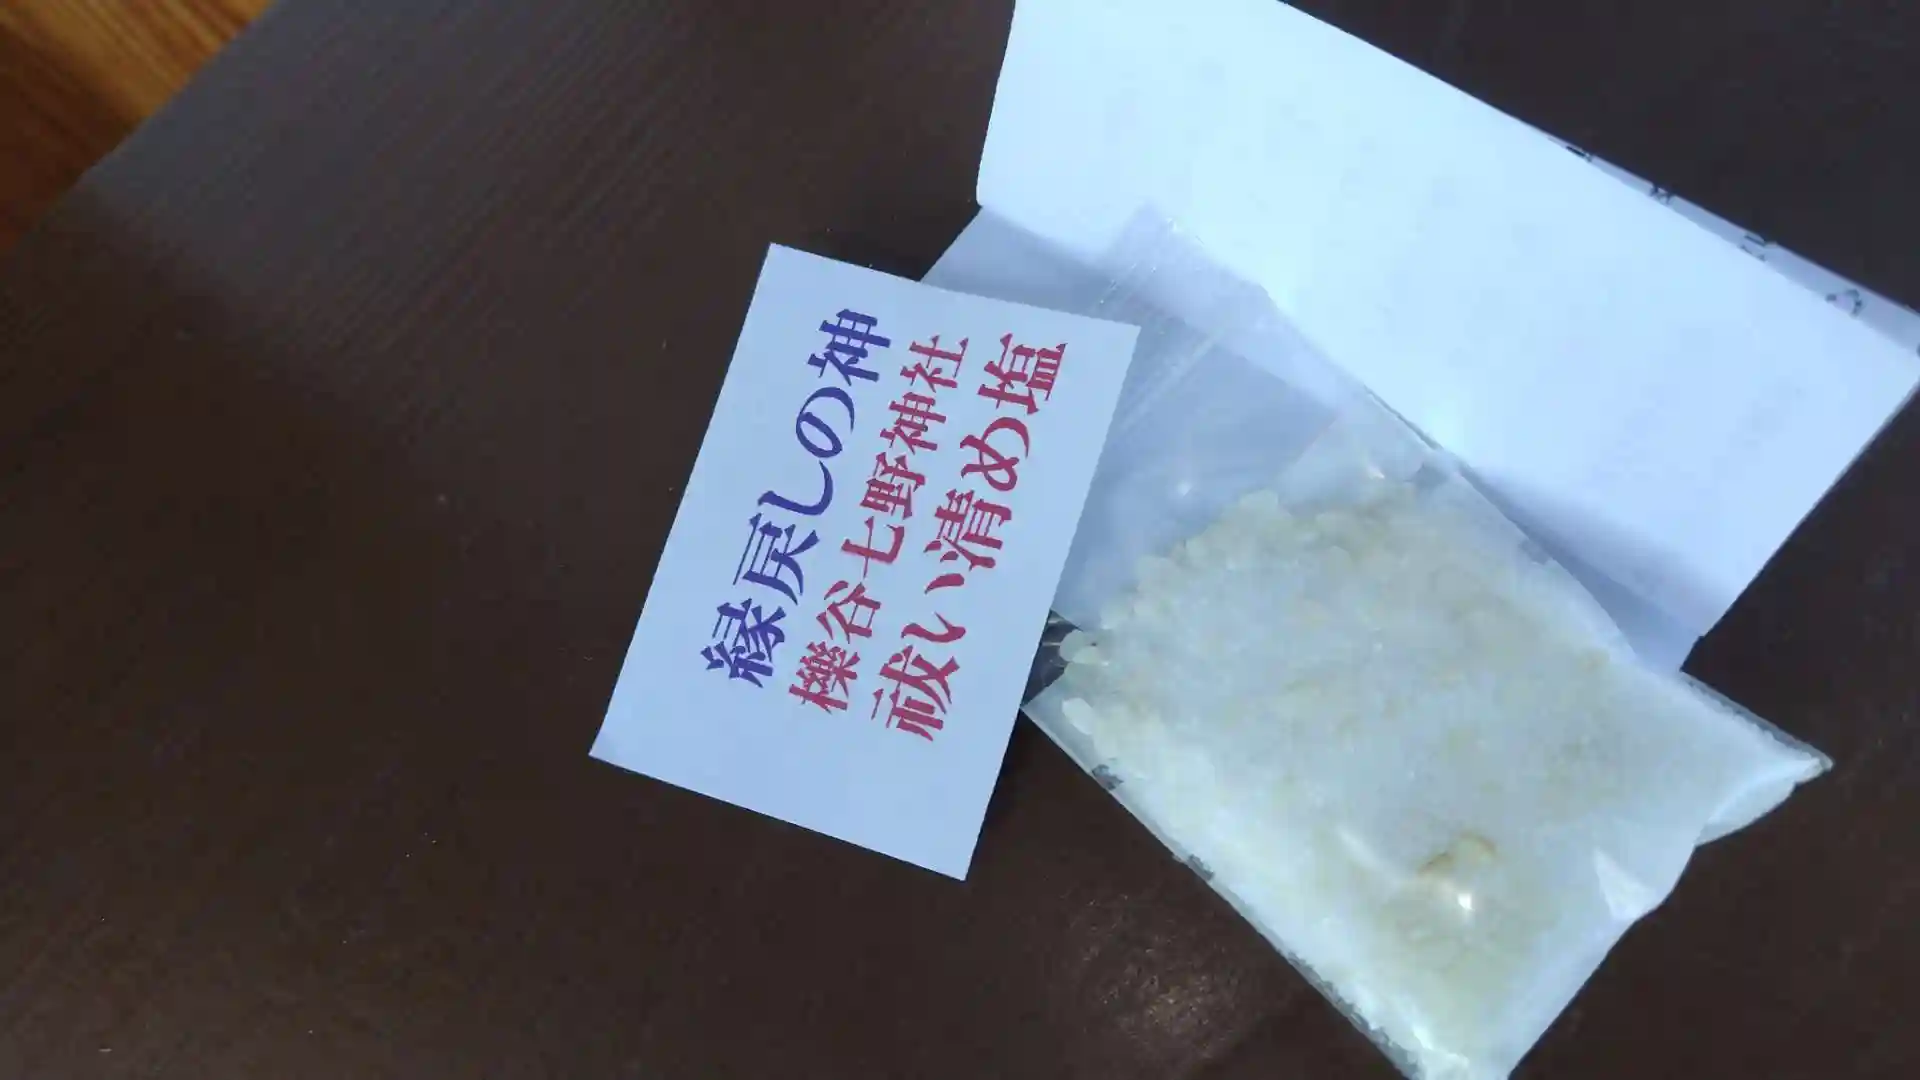 縁戻しの神
櫟谷七野神社
祓い清め塩